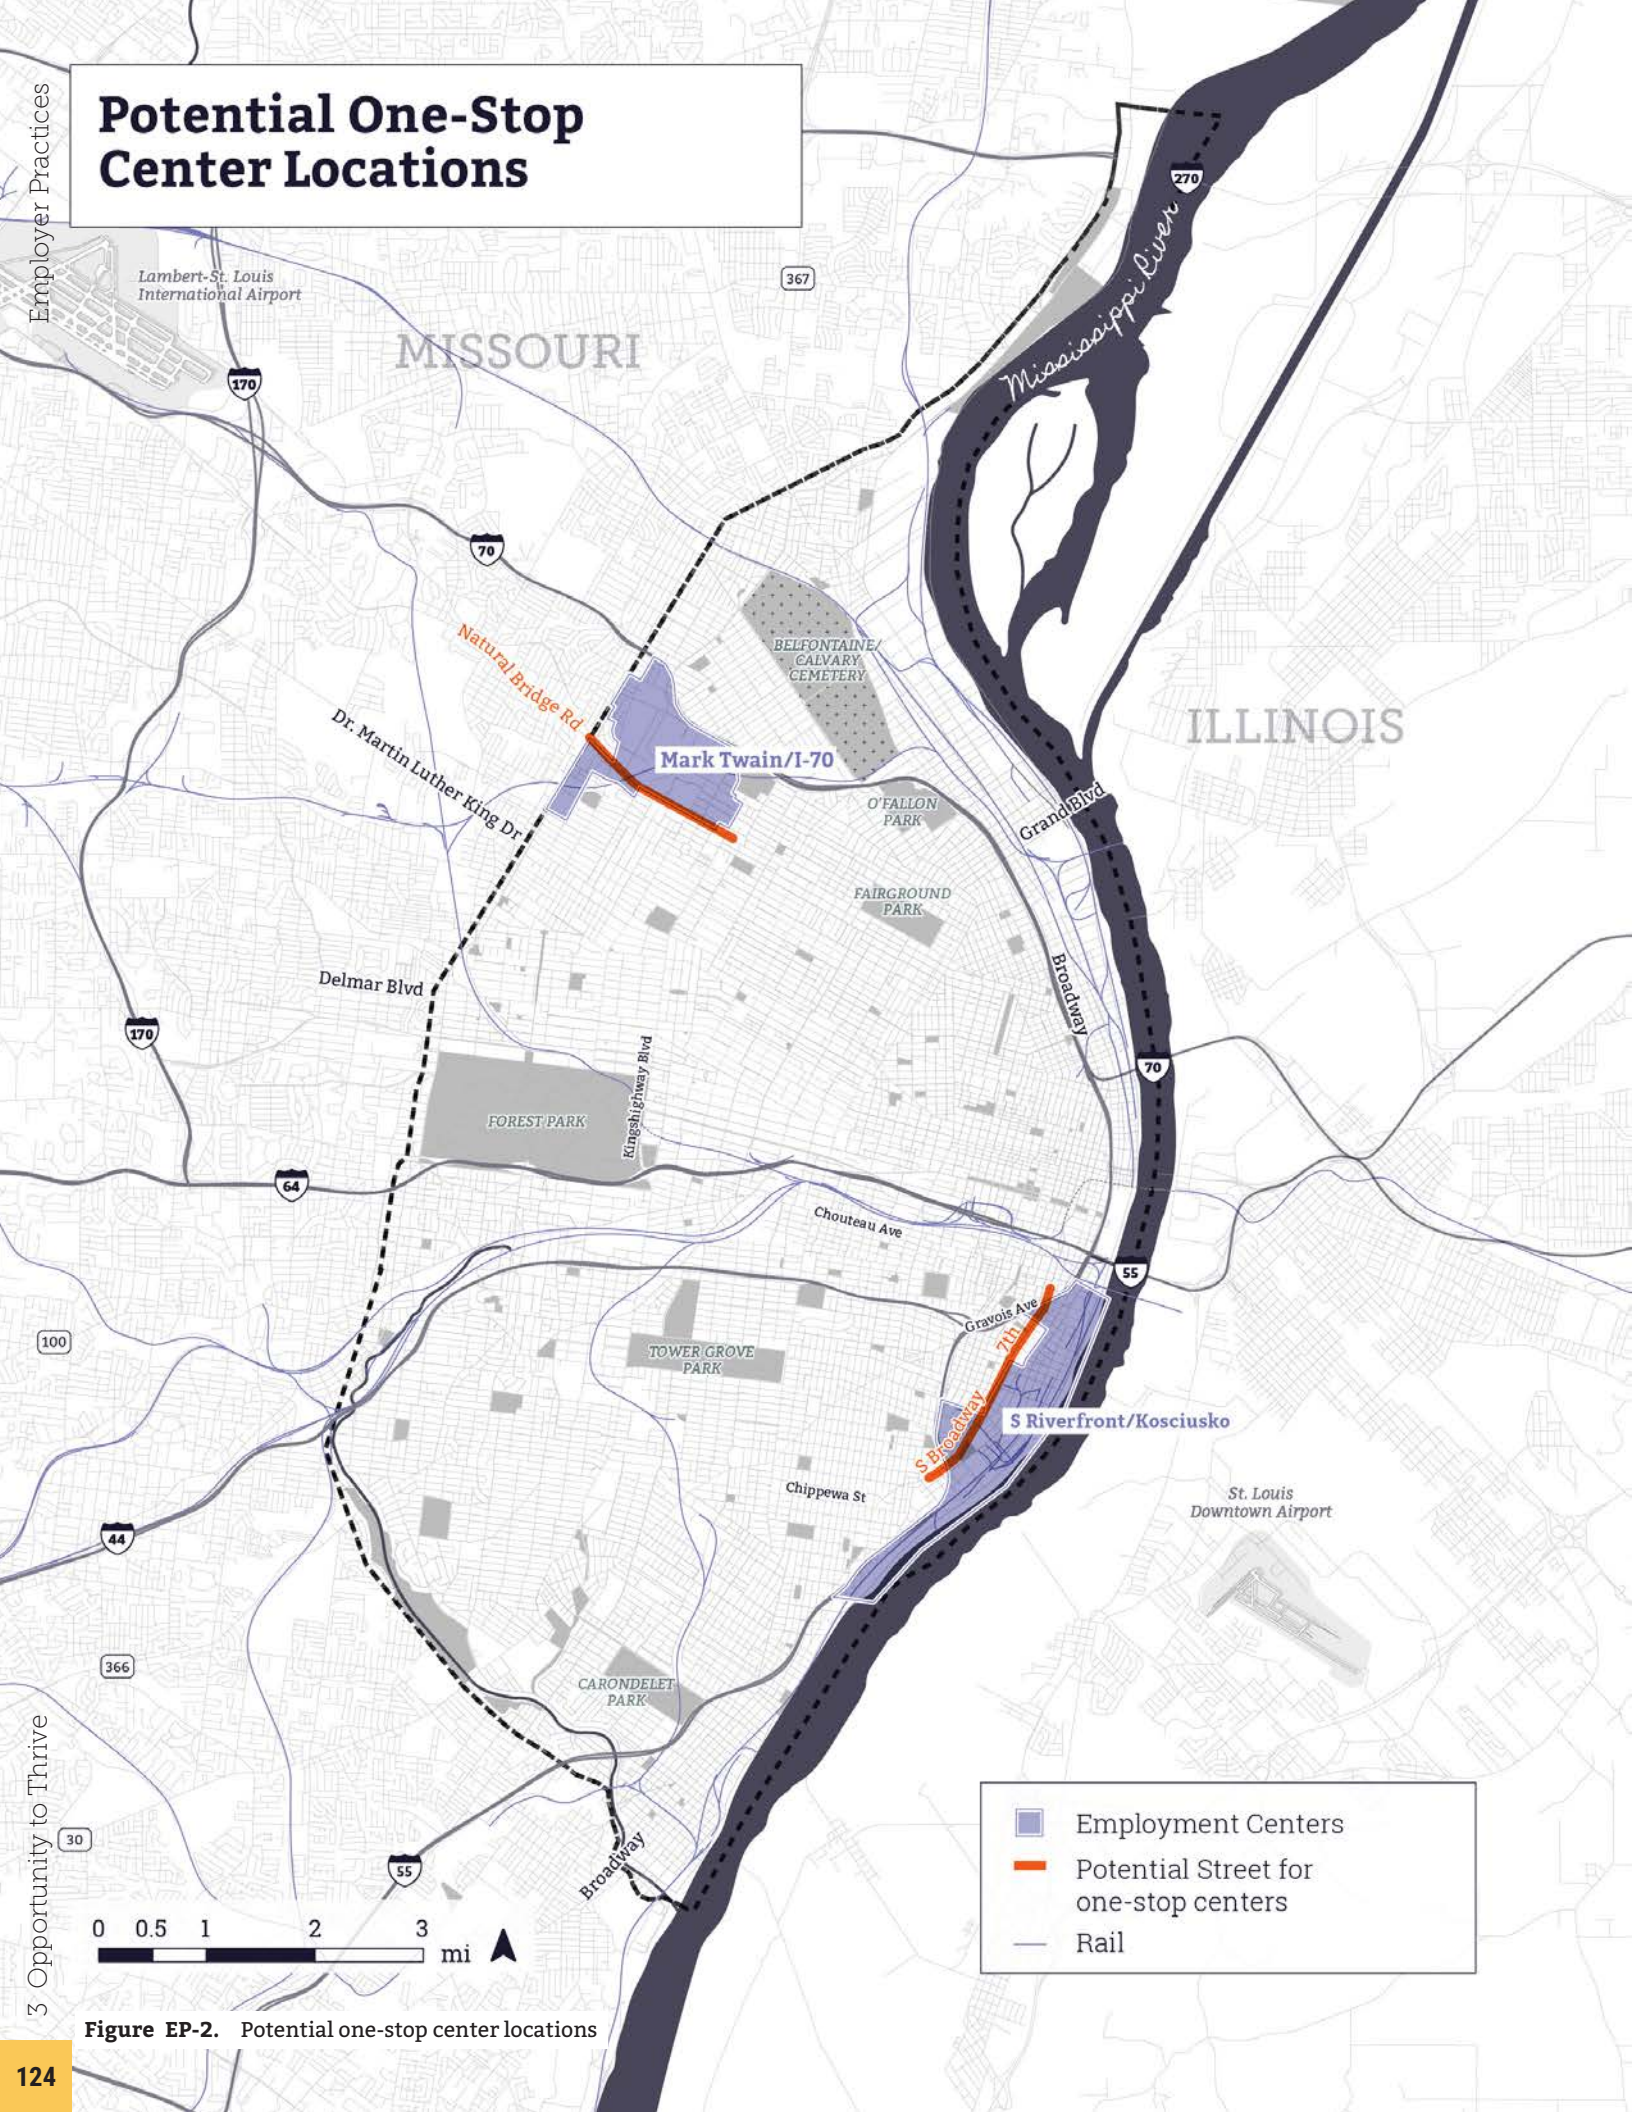 Employer Practices
Potential One-Stop
Center Locations
270
Lambert-St. Louis
International Airport
367
Mississippi River
MISSOURI
170
70
Natural Bridge Rd
BELFONTAINE/
CALVARY
CEMETERY
Dr. Martin Luther King Dr
ILLINOIS
Mark Twain/I-70
O'FALLON
PARK
Grand Blvd
FAIRGROUND
PARK
Delmar Blvd
Broadway
170
Kingshighway Blvd
70
FOREST PARK
64
Chouteau Ave
55
Gravois Ave
100
7th
TOWER GROVE
PARK
S Broadway
S Riverfront/Kosciusko
Chippewa St
St. Louis
Downtown Airport
44
366
CARONDELET
PARK
3 Opportunity to Thrive
30
55
Broadway
Employment Centers
Potential Street for
one-stop centers
Rail
0 0.5 1 2 3
mi
Figure EP-2. Potential one-stop center locations
124